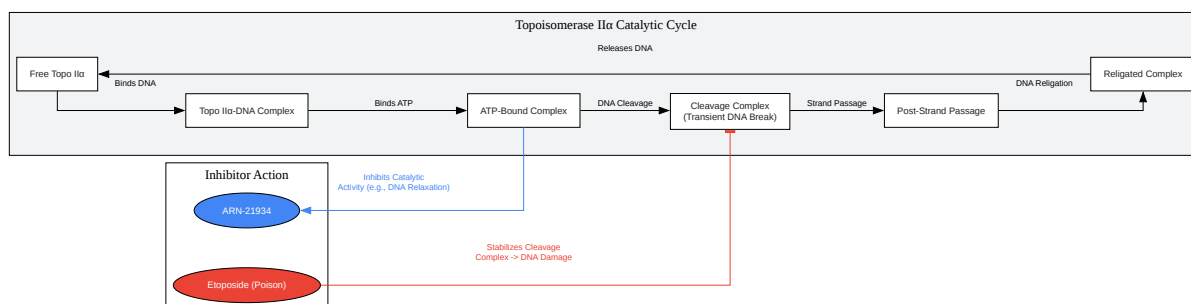 Topoisomerase IIα Catalytic Cycle
Releases DNA
Free Topo IIα
Binds DNA
Topo IIα-DNA Complex
Binds ATP
ATP-Bound Complex
DNA Cleavage
Cleavage Complex
(Transient DNA Break)
Strand Passage
Post-Strand Passage
DNA Religation
Religated Complex
Inhibitor Action
ARN-21934
Inhibits Catalytic
Activity (e.g., DNA Relaxation)
Etoposide (Poison)
Stabilizes Cleavage
Complex -> DNA Damage